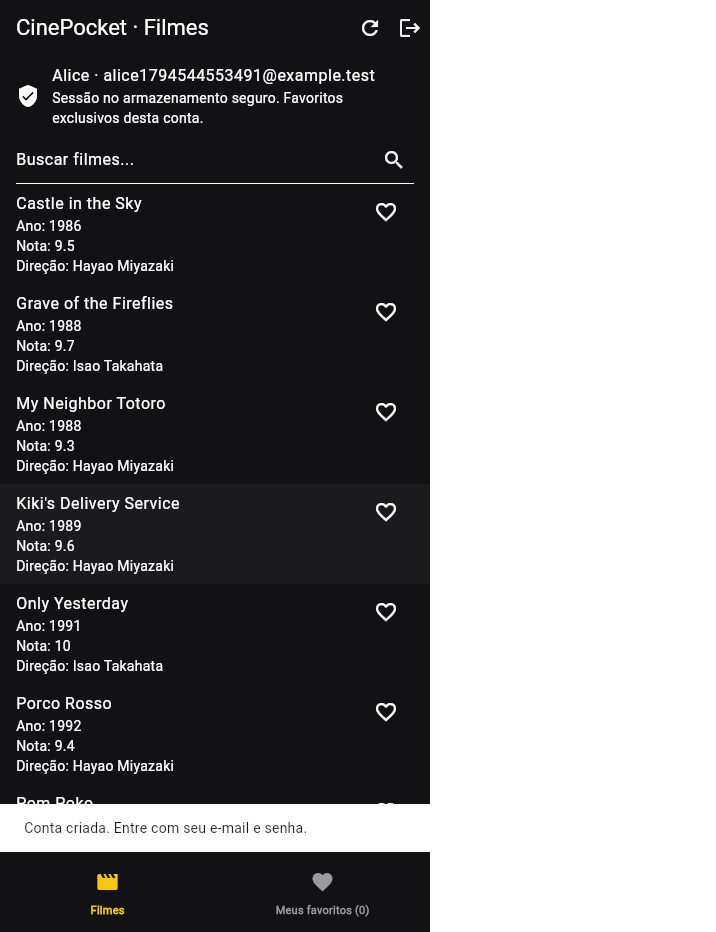 CinePocket · Filmes
Alice · alice1794544553491@example.test
Sessão no armazenamento seguro. Favoritos
exclusivos desta conta.
Buscar filmes...
Castle in the Sky
Ano: 1986
Nota: 9.5
Direção: Hayao Miyazaki
Grave of the Fireflies
Ano: 1988
Nota: 9.7
Direção: Isao Takahata
My Neighbor Totoro
Ano: 1988
Nota: 9.3
Direção: Hayao Miyazaki
Kiki's Delivery Service
Ano: 1989
Nota: 9.6
Direção: Hayao Miyazaki
Only Yesterday
Ano: 1991
Nota: 10
Direção: Isao Takahata
Porco Rosso
Ano: 1992
Nota: 9.4
Direção: Hayao Miyazaki
Pom Poko
Conta criada. Entre com seu e-mail e senha.
Filmes
Meus favoritos (0)